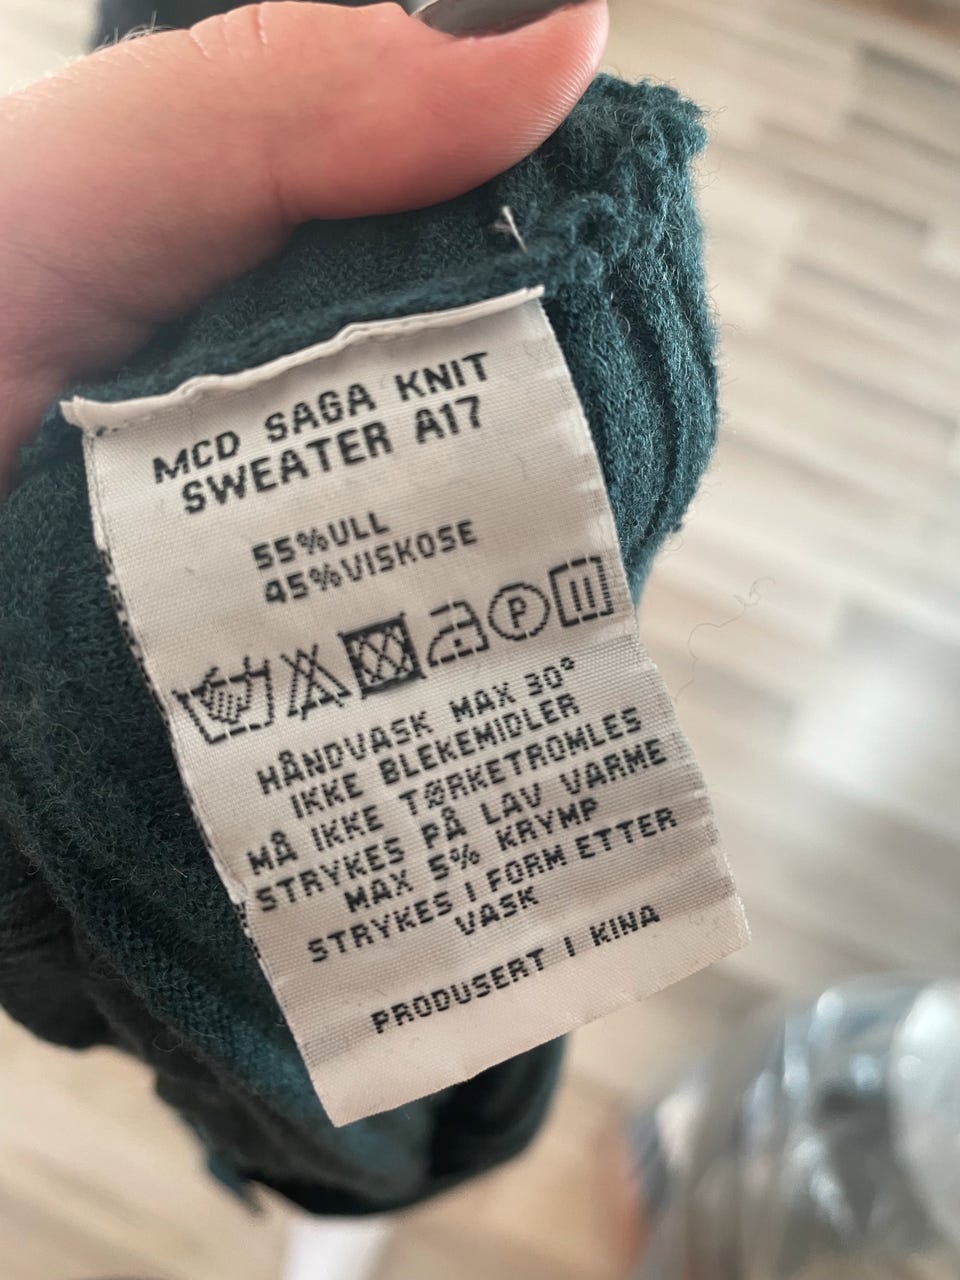 MCD SAGA KNIT
SWEATER A17
55%ULL
45%VISKOSE
P
HÅNDVASK MAX 30°
IKKE BLEKEMIDLER
MÅ IKKE TØRKETROMLES
STRYKES PÅ LAV VARME
MAX 5% KRYMP
STRYKES I FORM ETTER
VASK
PRODUSERT I KINA